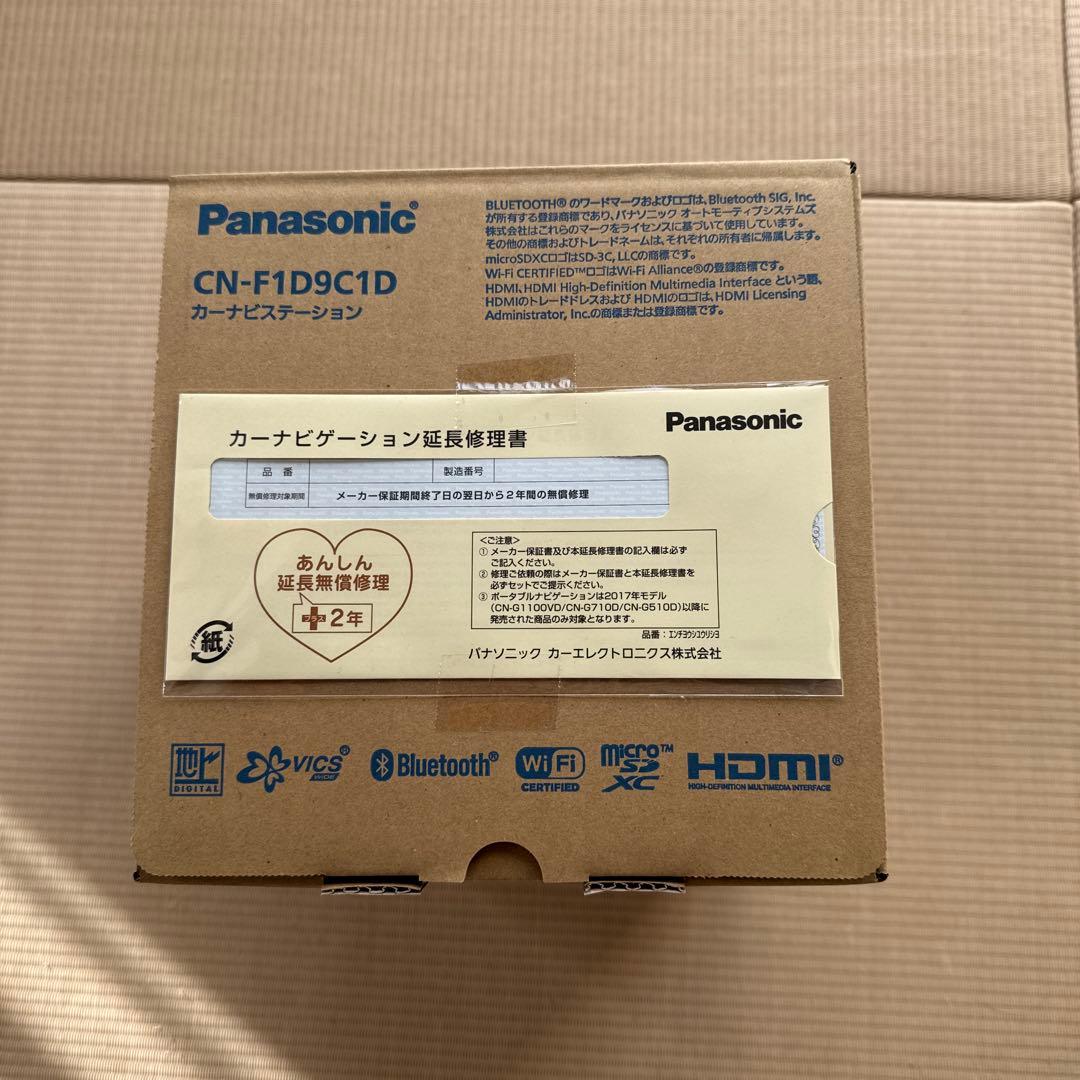 Panasonic®
CN-F1D9C1D
カーナビステーション
BLUETOOTH® のワードマークおよびロゴは、Bluetooth SIG, Inc.
が所有する登録商標であり、パナソニック オートモーティブシステムズ
株式会社はこれらのマークをライセンスに基づいて使用しています。
その他の商標およびトレードネームは、それぞれの所有者に帰属します。
microSDXCロゴはSD-3C, LLCの商標です。
Wi-Fi CERTIFIED™ロゴはWi-Fi Alliance®の登録商標です。
HDMI、HDMI High-Definition Multimedia Interface という語、
HDMIのトレードドレスおよび HDMIのロゴは、HDMI Licensing
Administrator, Inc.の商標または登録商標です。
Panasonic
カーナビゲーション延長修理書
品 番
製造番号
無償修理対象期間
メーカー保証期間終了日の翌日から2年間の無償修理
あんしん
延長無償修理
プラス 2年
<ご注意>
① メーカー保証書及び本延長修理書の記入欄は必ず
ご記入ください。
② 修理ご依頼の際はメーカー保証書と本延長修理書を
必ずセットでご提示ください。
③ ポータブルナビゲーションは2017年モデル
(CN-G1100VD/CN-G710D/CN-G510D)以降に
発売された商品のみ対象となります。
品番：エンチヨウシユウリシヨ
パナソニック カーエレクトロニクス株式会社
紙
地上
DIGITAL
VICS®
WIDE
Bluetooth®
Wi Fi
CERTIFIED
micro™
SD
XC
HDMI®
HIGH-DEFINITION MULTIMEDIA INTERFACE